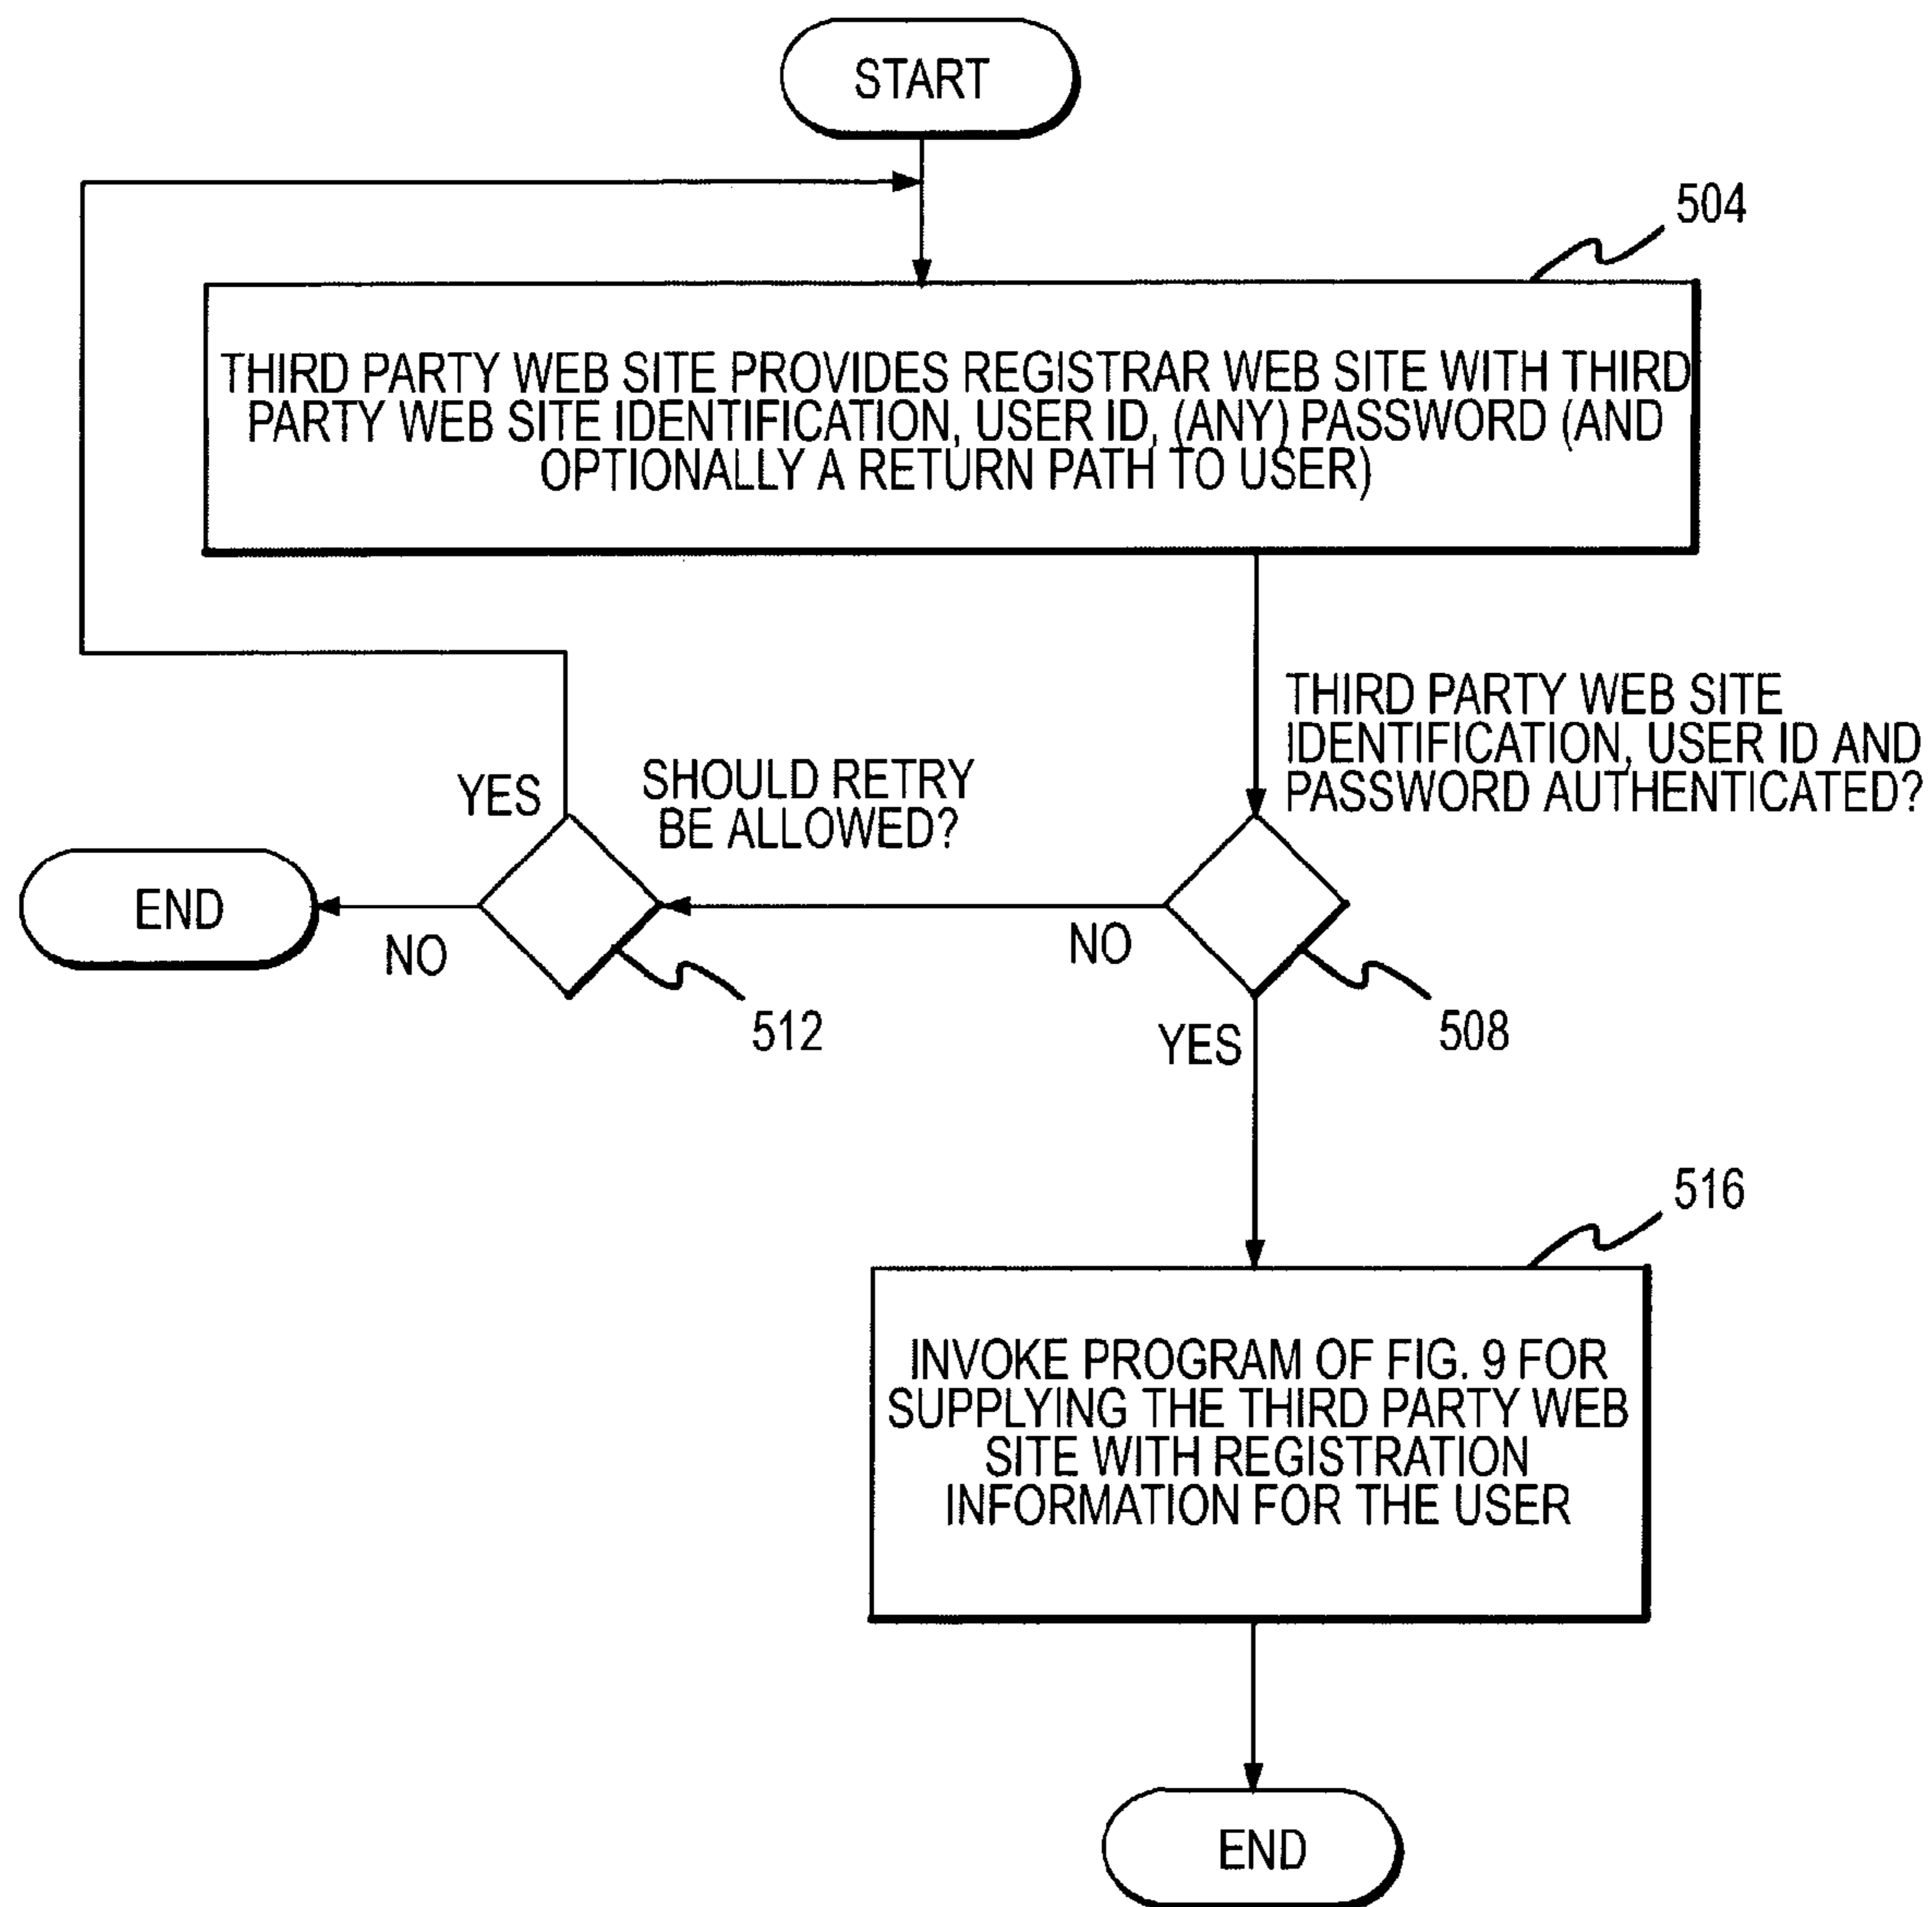 START
504
THIRD PARTY WEB SITE PROVIDES REGISTRAR WEB SITE WITH THIRD
PARTY WEB SITE IDENTIFICATION, USER ID, (ANY) PASSWORD (AND
OPTIONALLY A RETURN PATH TO USER)
THIRD PARTY WEB SITE
IDENTIFICATION, USER ID AND
PASSWORD AUTHENTICATED?
SHOULD RETRY
BE ALLOWED?
YES
END
NO
NO
512
508
YES
516
INVOKE PROGRAM OF FIG. 9 FOR
SUPPLYING THE THIRD PARTY WEB
SITE WITH REGISTRATION
INFORMATION FOR THE USER
END